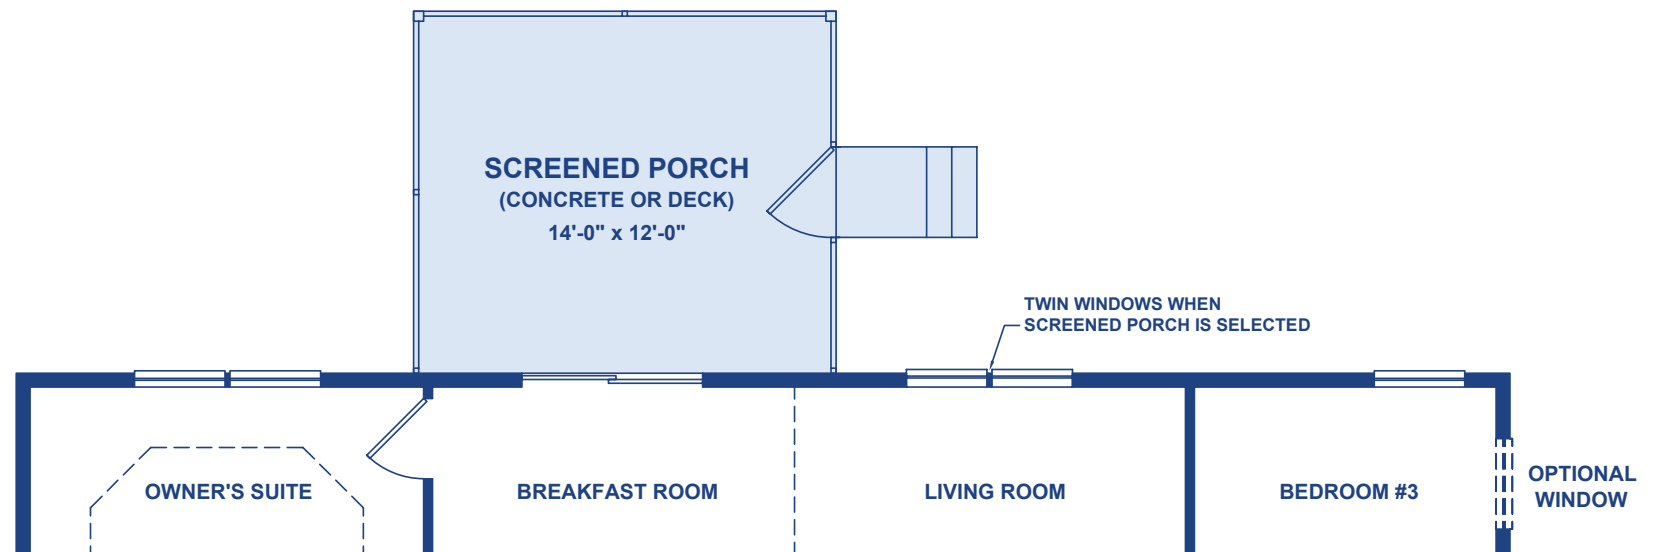 SCREENED PORCH
(CONCRETE OR DECK)
14'-0" x 12'-0"
TWIN WINDOWS WHEN
SCREENED PORCH IS SELECTED
OWNER'S SUITE
BREAKFAST ROOM
LIVING ROOM
BEDROOM #3
OPTIONAL
WINDOW